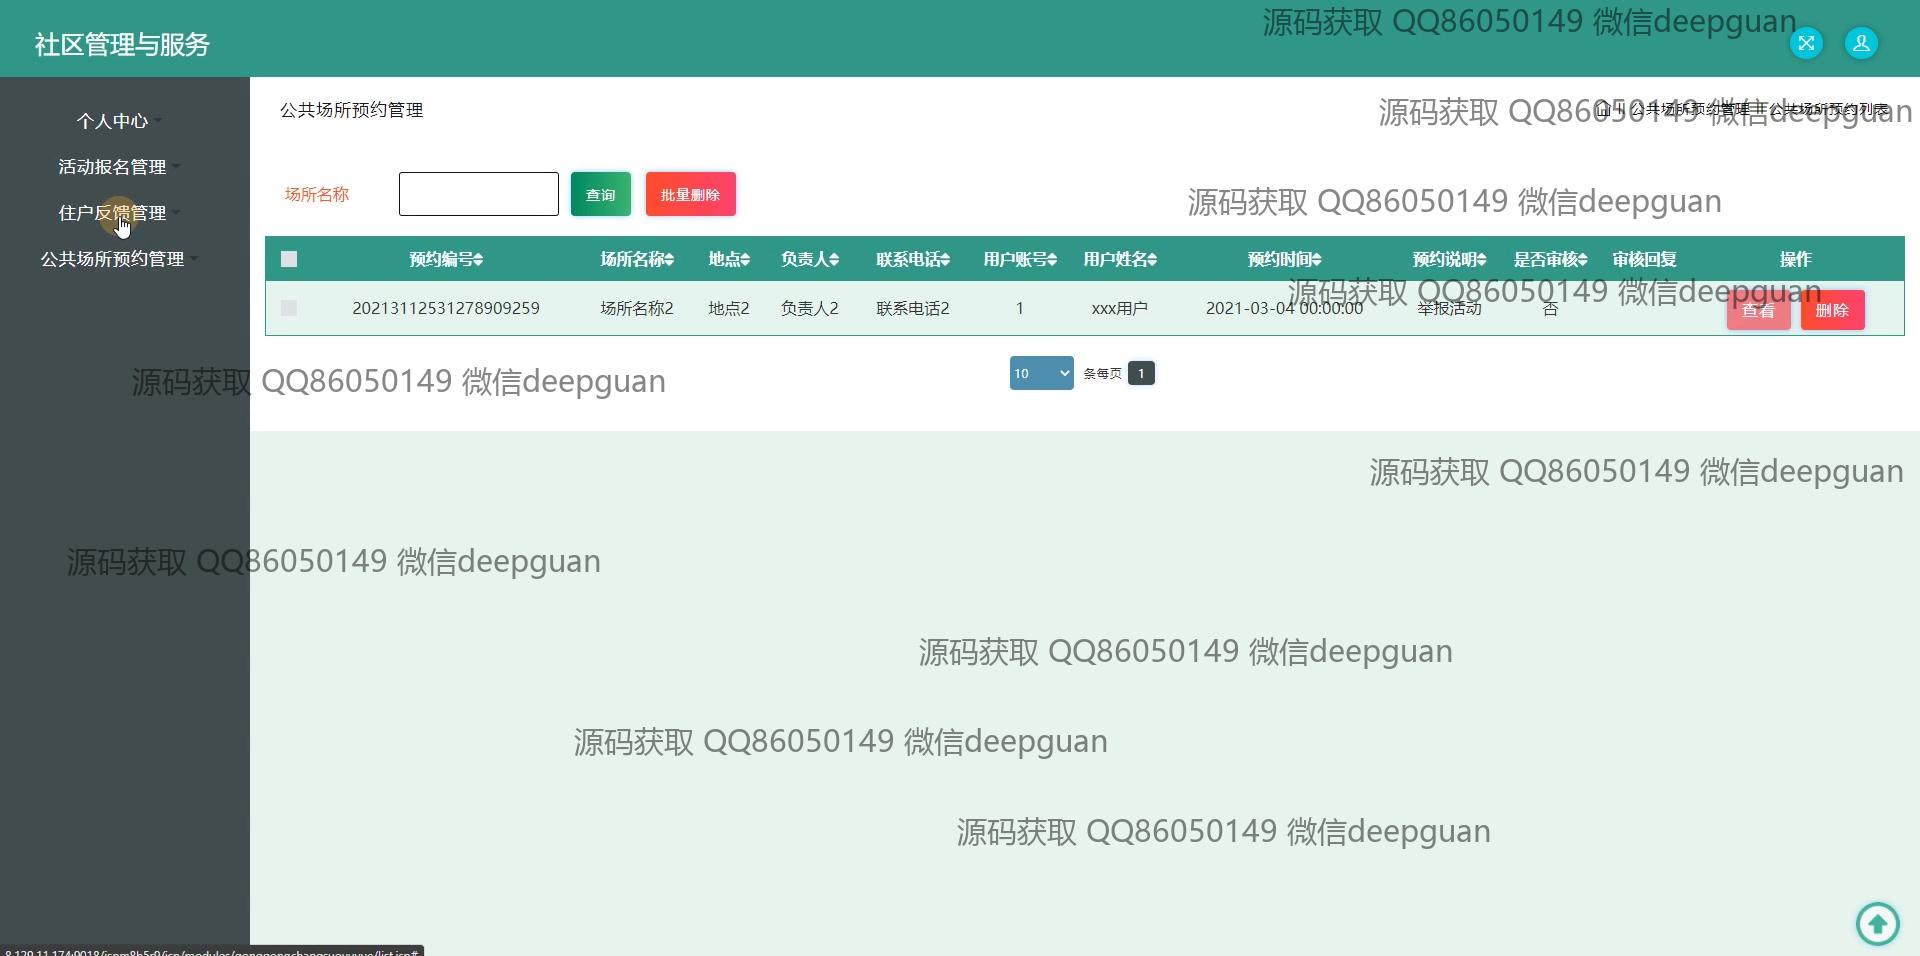 源码获取 QQ86050149 微信deepguan
社区管理与服务
个人中心
活动报名管理
住户反馈管理
公共场所预约管理
公共场所预约管理
公共场所预约管理 公共场所预约列表
源码获取 QQ86050149 微信deepguan
场所名称 查询 批量删除
源码获取 QQ86050149 微信deepguan
预约编号 场所名称 地点 负责人 联系电话 用户账号 用户姓名 预约时间 预约说明 是否审核 审核回复 操作
源码获取 QQ86050149 微信deepguan
20213112531278909259 场所名称2 地点2 负责人2 联系电话2 1 xxx用户 2021-03-04 00:00:00 举报活动 否 查看 删除
10 条每页 1
源码获取 QQ86050149 微信deepguan
源码获取 QQ86050149 微信deepguan
源码获取 QQ86050149 微信deepguan
源码获取 QQ86050149 微信deepguan
源码获取 QQ86050149 微信deepguan
源码获取 QQ86050149 微信deepguan